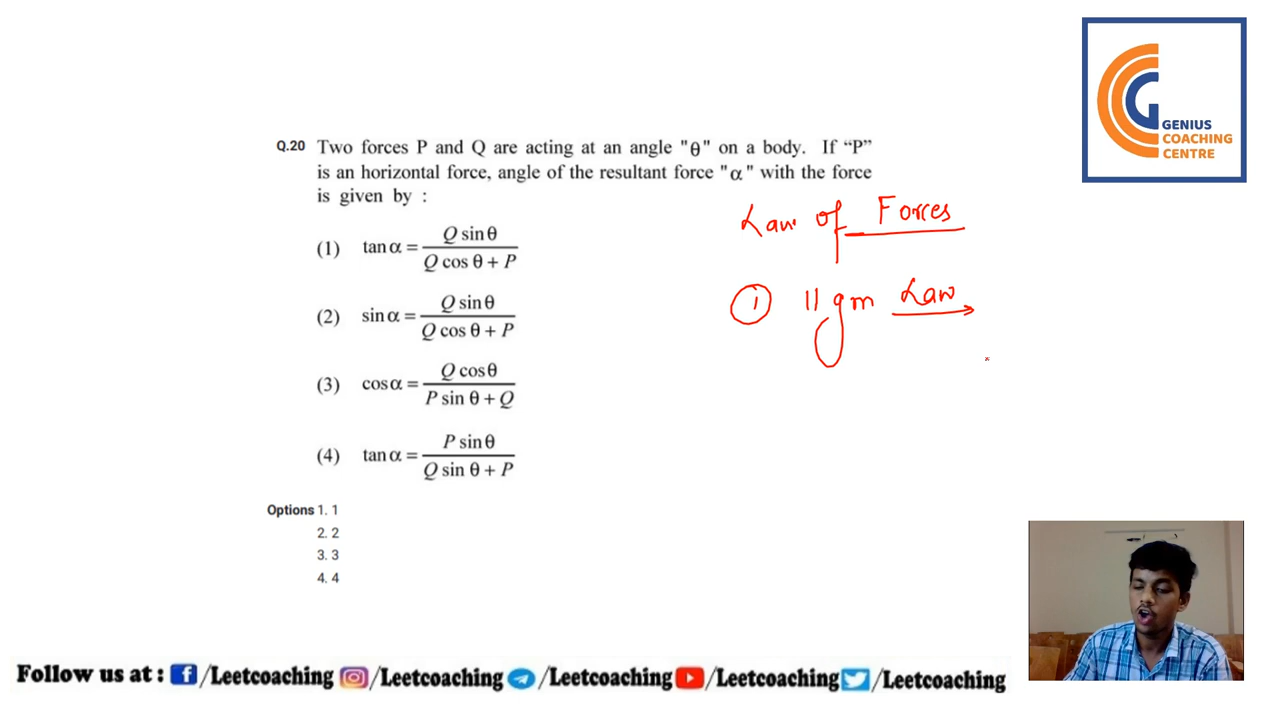 GENIUS
COACHING
CENTRE
Q.20 Two forces P and Q are acting at an angle "θ" on a body. If “P”
is an horizontal force, angle of the resultant force "α" with the force
is given by :
(1) tan α = Q sin θ / Q cos θ + P
(2) sin α = Q sin θ / Q cos θ + P
(3) cos α = Q cos θ / P sin θ + Q
(4) tan α = P sin θ / Q sin θ + P
Options 1. 1
2. 2
3. 3
4. 4
Law of Forces
① || gm Law
Follow us at : /Leetcoaching /Leetcoaching /Leetcoaching /Leetcoaching /Leetcoaching